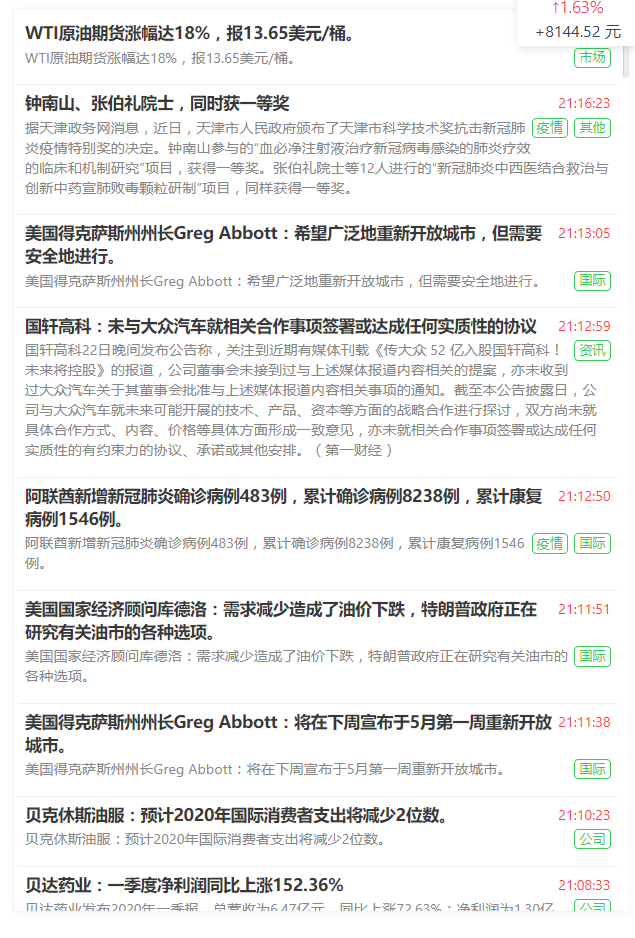 ↑1.63%
+8144.52 元
WTI原油期货涨幅达18%，报13.65美元/桶。
WTI原油期货涨幅达18%，报13.65美元/桶。 市场
钟南山、张伯礼院士，同时获一等奖 21:16:23
据天津政务网消息，近日，天津市人民政府颁布了天津市科学技术奖抗击新冠肺 疫情 其他
炎疫情特别奖的决定。钟南山参与的“血必净注射液治疗新冠病毒感染的肺炎疗效
的临床和机制研究”项目，获得一等奖。张伯礼院士等12人进行的“新冠肺炎中西医结合救治与
创新中药宣肺败毒颗粒研制”项目，同样获得一等奖。
美国得克萨斯州州长Greg Abbott：希望广泛地重新开放城市，但需要 21:13:05
安全地进行。
美国得克萨斯州州长Greg Abbott：希望广泛地重新开放城市，但需要安全地进行。 国际
国轩高科：未与大众汽车就相关合作事项签署或达成任何实质性的协议 21:12:59
国轩高科22日晚间发布公告称，关注到近期有媒体刊载《传大众 52 亿入股国轩高科！ 资讯
未来将控股》的报道，公司董事会未接到过与上述媒体报道内容相关的提案，亦未收到
过大众汽车关于其董事会批准与上述媒体报道内容相关事项的通知。截至本公告披露日，公
司与大众汽车就未来可能开展的技术、产品、资本等方面的战略合作进行探讨，双方尚未就
具体合作方式、内容、价格等具体方面形成一致意见，亦未就相关合作事项签署或达成任何
实质性的有约束力的协议、承诺或其他安排。（第一财经）
阿联酋新增新冠肺炎确诊病例483例，累计确诊病例8238例，累计康复 21:12:50
病例1546例。
阿联酋新增新冠肺炎确诊病例483例，累计确诊病例8238例，累计康复病例1546 疫情 国际
例。
美国国家经济顾问库德洛：需求减少造成了油价下跌，特朗普政府正在 21:11:51
研究有关油市的各种选项。
美国国家经济顾问库德洛：需求减少造成了油价下跌，特朗普政府正在研究有关油市的 国际
各种选项。
美国得克萨斯州州长Greg Abbott：将在下周宣布于5月第一周重新开放 21:11:38
城市。
美国得克萨斯州州长Greg Abbott：将在下周宣布于5月第一周重新开放城市。 国际
贝克休斯油服：预计2020年国际消费者支出将减少2位数。 21:10:23
贝克休斯油服：预计2020年国际消费者支出将减少2位数。 公司
贝达药业：一季度净利润同比上涨152.36% 21:08:33
贝达药业发布2020年一季报，总营收为6.47亿元，同比上涨72.63%；净利润为1.30亿 公司